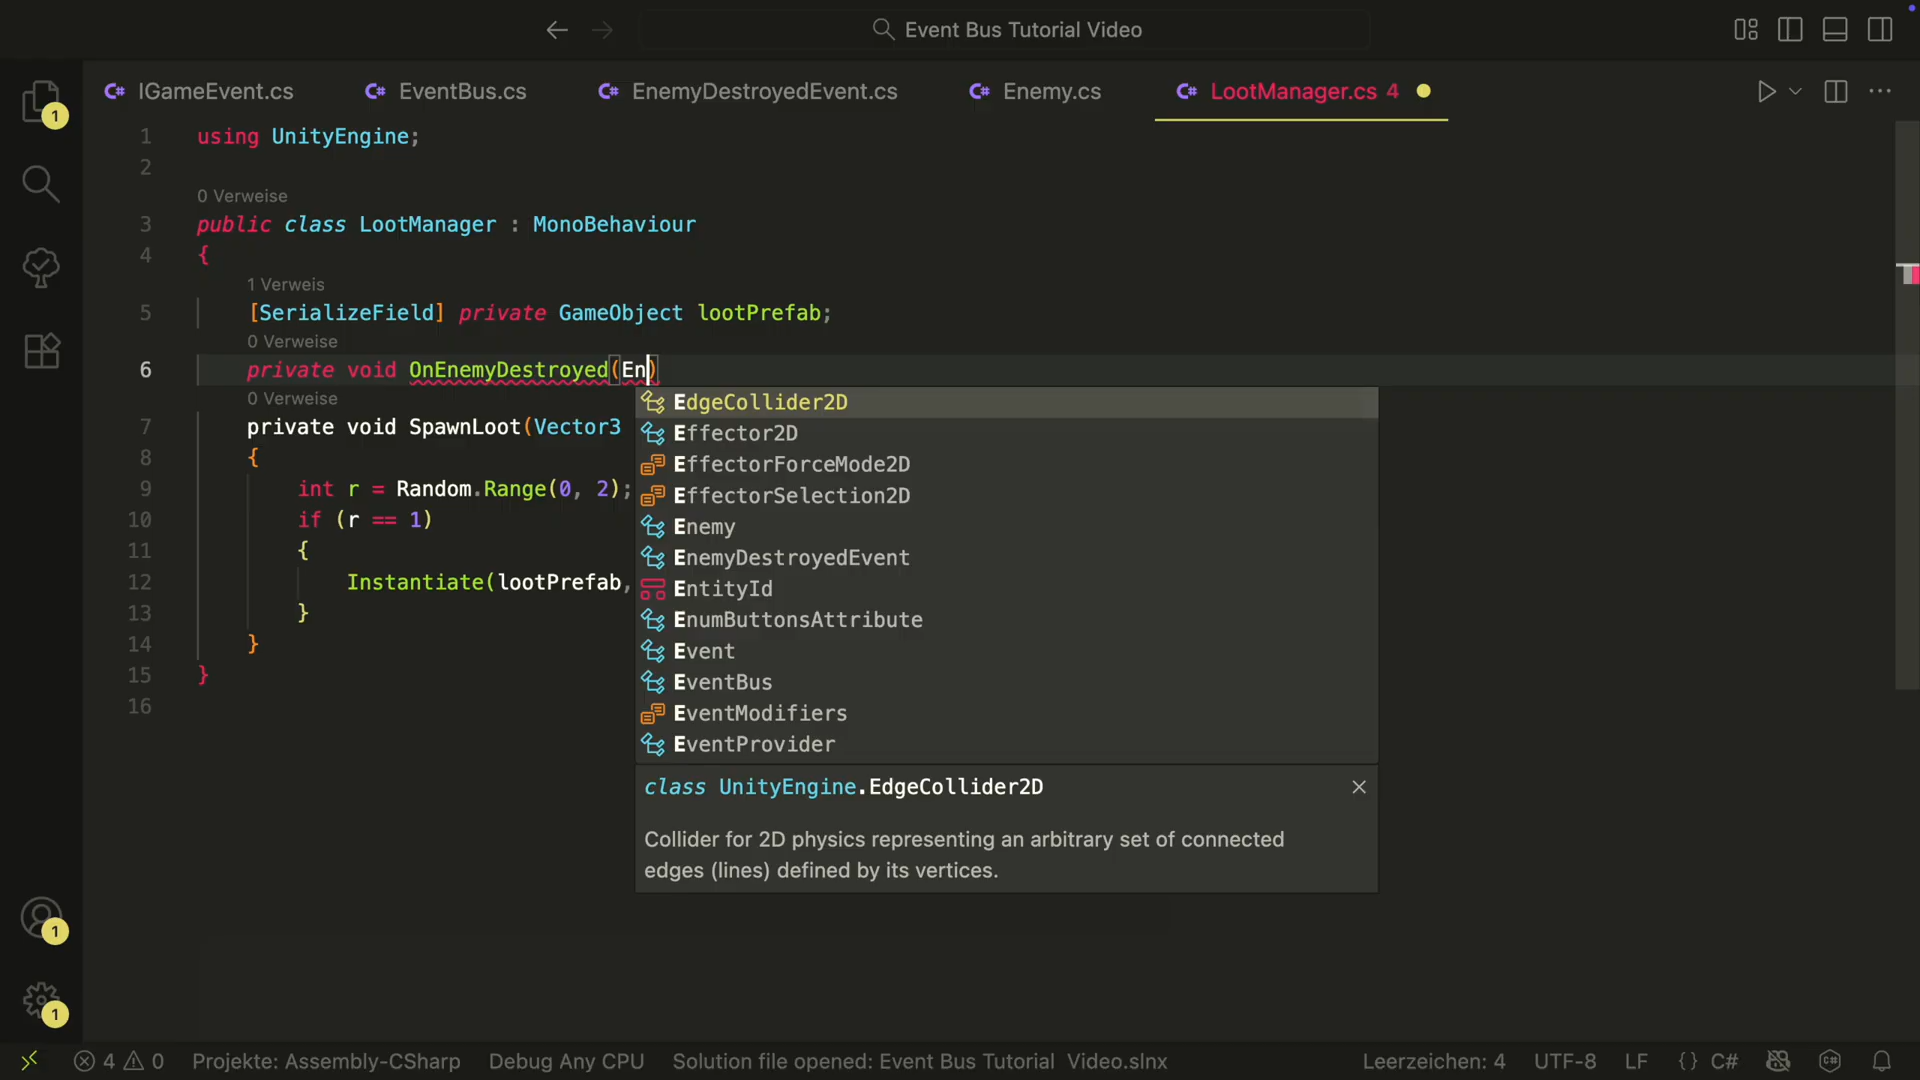 Event Bus Tutorial Video
IGameEvent.cs
EventBus.cs
EnemyDestroyedEvent.cs
Enemy.cs
LootManager.cs 4
1 using UnityEngine;
2
0 Verweise
3 public class LootManager : MonoBehaviour
4 {
1 Verweis
5 [SerializeField] private GameObject lootPrefab;
0 Verweise
6 private void OnEnemyDestroyed(En)
0 Verweise
7 private void SpawnLoot(Vector3
8 {
9 int r = Random.Range(0, 2);
10 if (r == 1)
11 {
12 Instantiate(lootPrefab,
13 }
14 }
15 }
16
EdgeCollider2D
Effector2D
EffectorForceMode2D
EffectorSelection2D
Enemy
EnemyDestroyedEvent
EntityId
EnumButtonsAttribute
Event
EventBus
EventModifiers
EventProvider
class UnityEngine.EdgeCollider2D
Collider for 2D physics representing an arbitrary set of connected
edges (lines) defined by its vertices.
1
1
1
4 0 Projekte: Assembly-CSharp Debug Any CPU Solution file opened: Event Bus Tutorial Video.slnx Leerzeichen: 4 UTF-8 LF {} C#